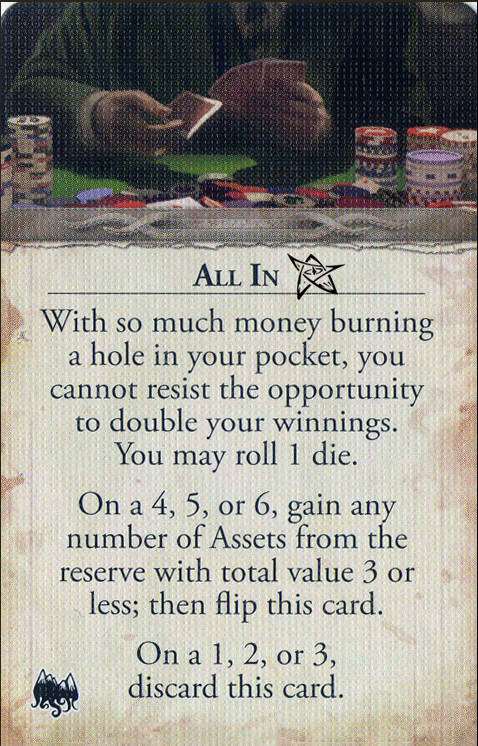 All In
With so much money burning
a hole in your pocket, you
cannot resist the opportunity
to double your winnings.
You may roll 1 die.
On a 4, 5, or 6, gain any
number of Assets from the
reserve with total value 3 or
less; then flip this card.
On a 1, 2, or 3,
discard this card.